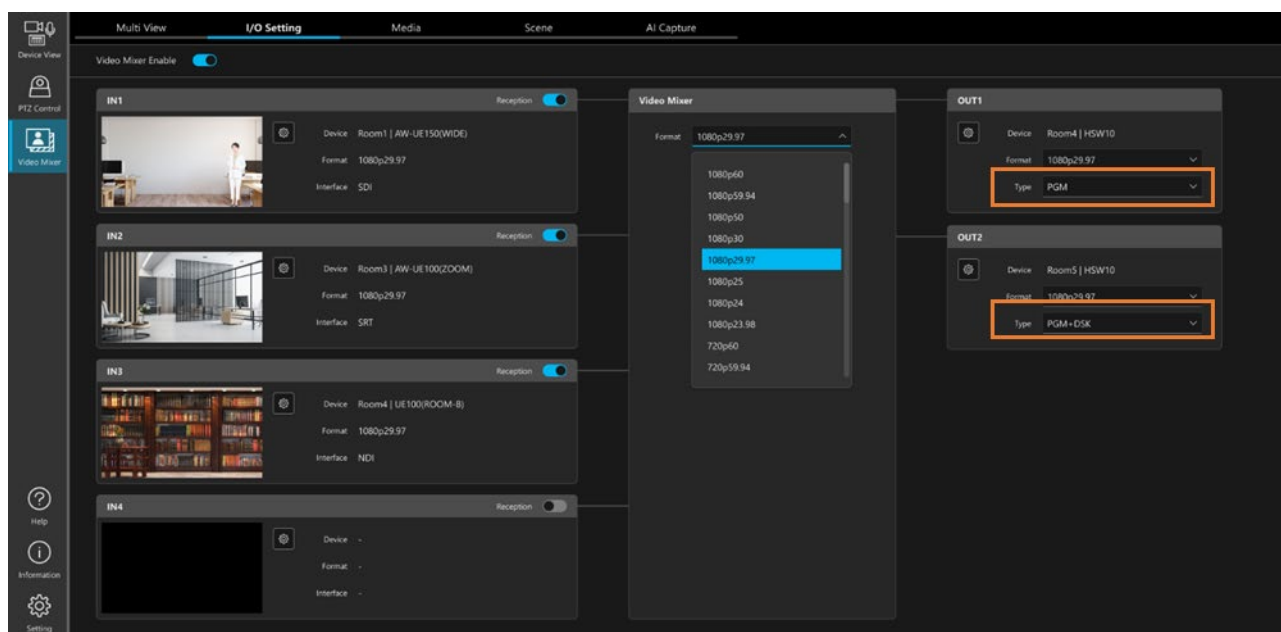 Multi View
I/O Setting
Media
Scene
AI Capture
Device View
PTZ Control
Video Mixer
Help
Information
Setting
Video Mixer Enable
IN1
Reception
Device Room1 | AW-UE150(WIDE)
Format 1080p29.97
Interface SDI
IN2
Reception
Device Room3 | AW-UE100(ZOOM)
Format 1080p29.97
Interface SRT
IN3
Reception
Device Room4 | UE100(ROOM-B)
Format 1080p29.97
Interface NDI
IN4
Reception
Device -
Format -
Interface -
Video Mixer
Format 1080p29.97
1080p60
1080p59.94
1080p50
1080p30
1080p29.97
1080p25
1080p24
1080p23.98
720p60
720p59.94
OUT1
Device Room4 | HSW10
Format 1080p29.97
Type PGM
OUT2
Device Room5 | HSW10
Format 1080p29.97
Type PGM+DSK